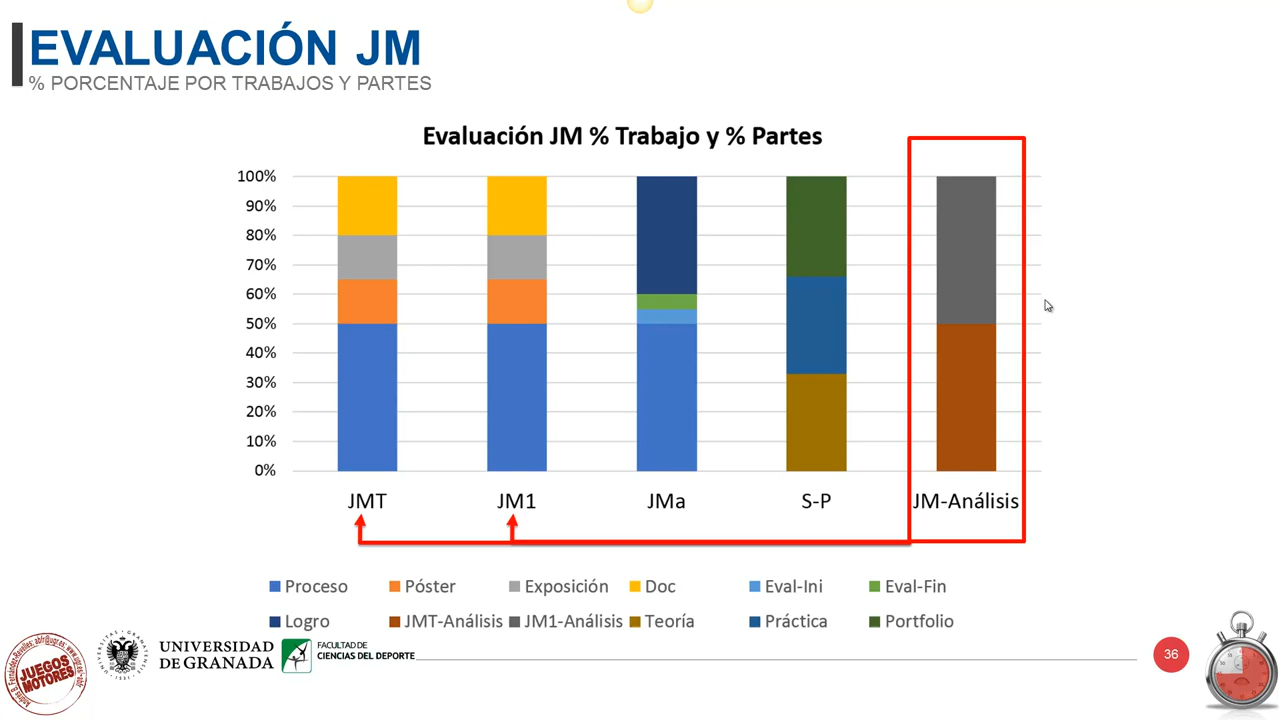 EVALUACIÓN JM
% PORCENTAJE POR TRABAJOS Y PARTES
Evaluación JM % Trabajo y % Partes
100%
90%
80%
70%
60%
50%
40%
30%
20%
10%
0%
JMT JM1 JMa S-P JM-Análisis
Proceso Póster Exposición Doc Eval-Ini Eval-Fin
Logro JMT-Análisis JM1-Análisis Teoría Práctica Portfolio
JUEGOS
MOTORES
UNIVERSIDAD
DE GRANADA
FACULTAD DE
CIENCIAS DEL DEPORTE
36